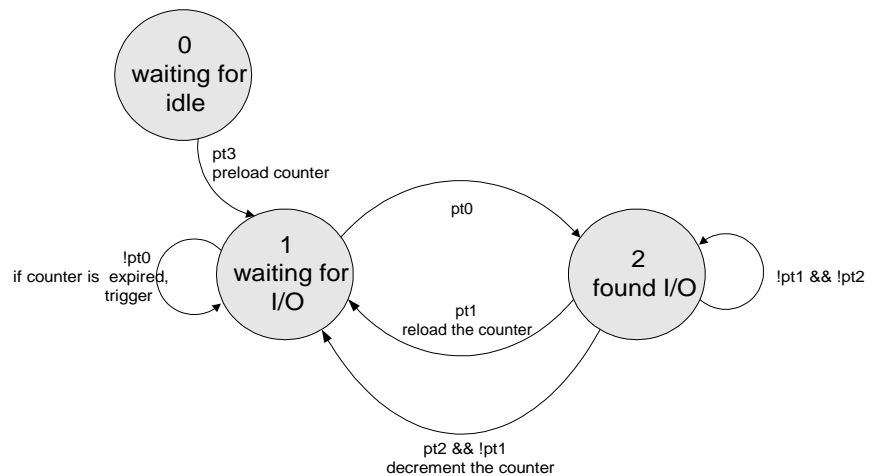 0
waiting for
idle
pt3
preload counter
pt0
!pt0
if counter is expired,
trigger
1
waiting for
I/O
2
found I/O
!pt1 && !pt2
pt1
reload the counter
pt2 && !pt1
decrement the counter